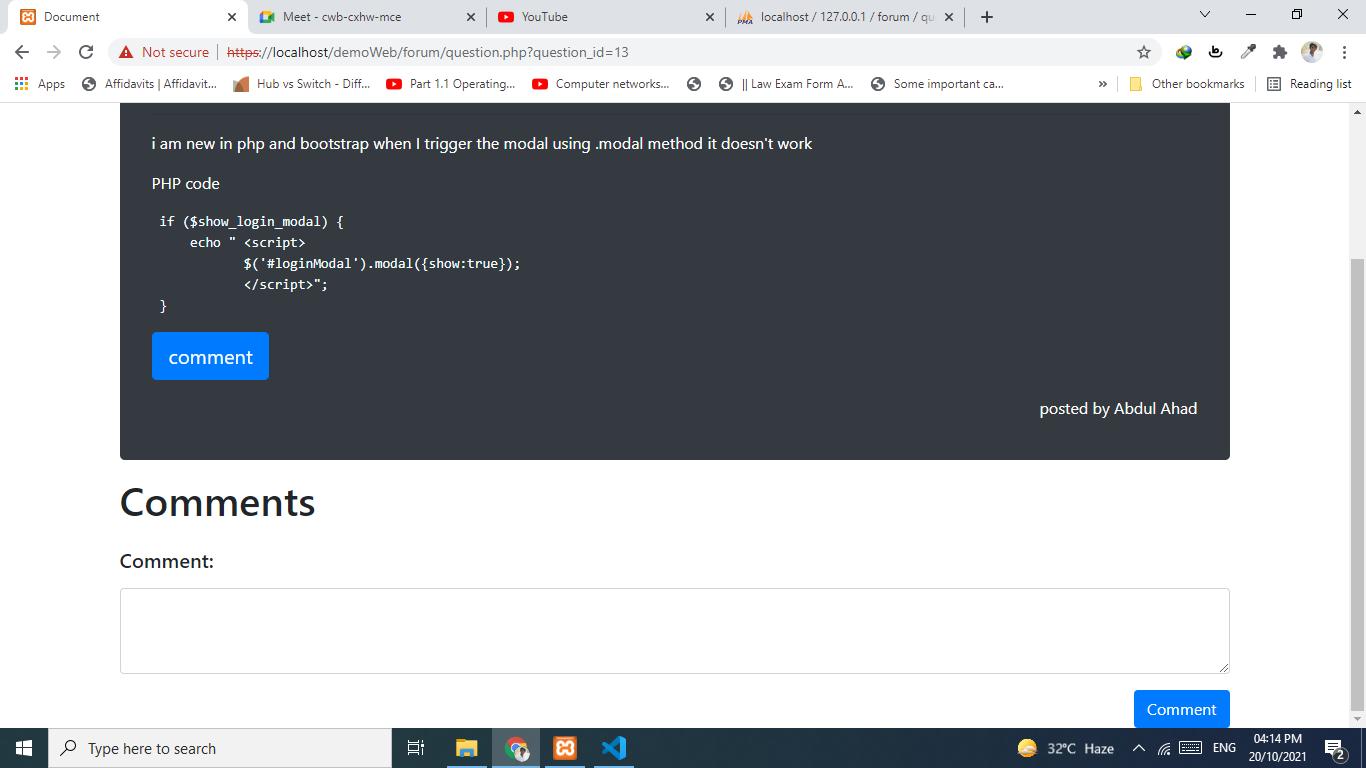 Document
Meet - cwb-cxhw-mce
YouTube
localhost / 127.0.0.1 / forum / qu
Not secure
https://localhost/demoWeb/forum/question.php?question_id=13
Apps
Affidavits | Affidavit...
Hub vs Switch - Diff...
Part 1.1 Operating...
Computer networks...
|| Law Exam Form A...
Some important ca...
»
Other bookmarks
Reading list
i am new in php and bootstrap when I trigger the modal using .modal method it doesn't work
PHP code
if ($show_login_modal) {
echo " <script>
$('#loginModal').modal({show:true});
</script>";
}
comment
posted by Abdul Ahad
Comments
Comment:
Comment
Type here to search
32°C Haze
ENG
04:14 PM
20/10/2021
2